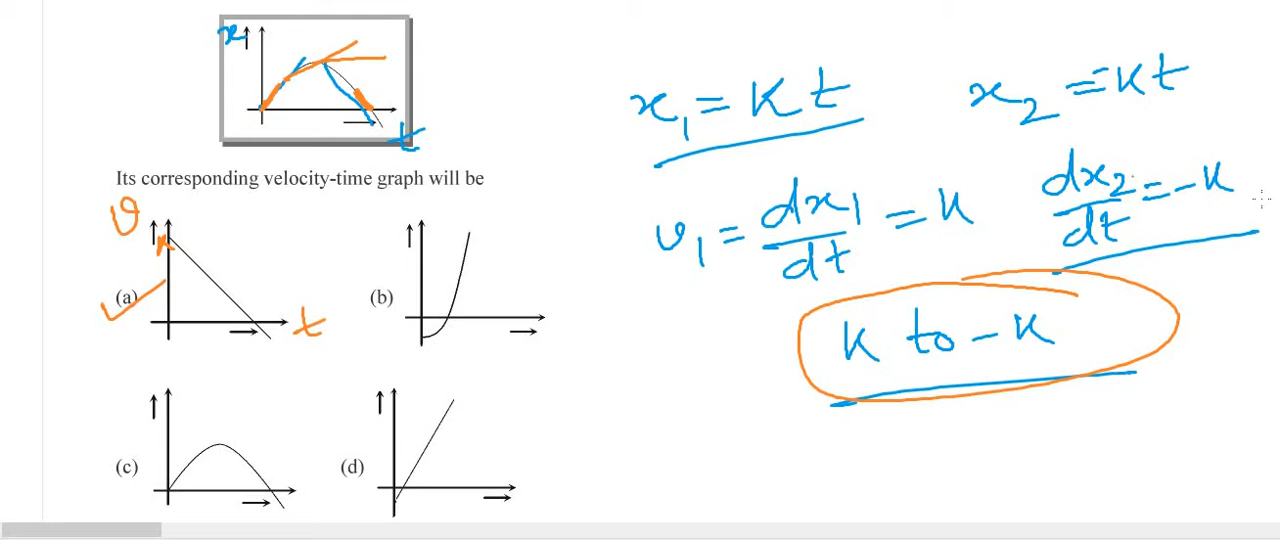 x
t
x₁ = kt
x₂ = kt
Its corresponding velocity-time graph will be
v₁ = dx₁/dt = k
dx₂/dt = -k
v
k
(a)
t
(b)
k to -k
(c)
(d)